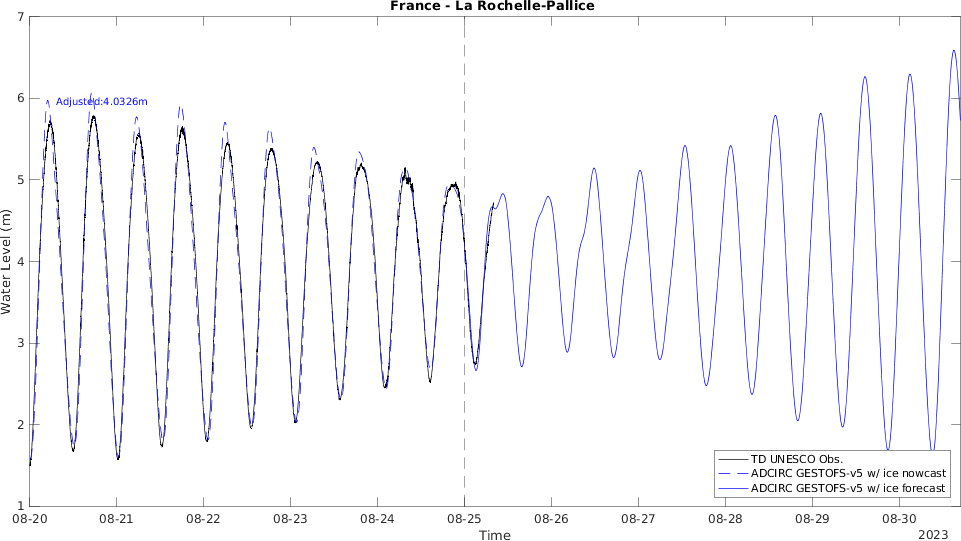 France - La Rochelle-Pallice
7
6
5
4
3
2
1
Water Level (m)
Adjusted:4.0326m
TD UNESCO Obs.
ADCIRC GESTOFS-v5 w/ ice nowcast
ADCIRC GESTOFS-v5 w/ ice forecast
08-20 08-21 08-22 08-23 08-24 08-25 08-26 08-27 08-28 08-29 08-30
Time
2023